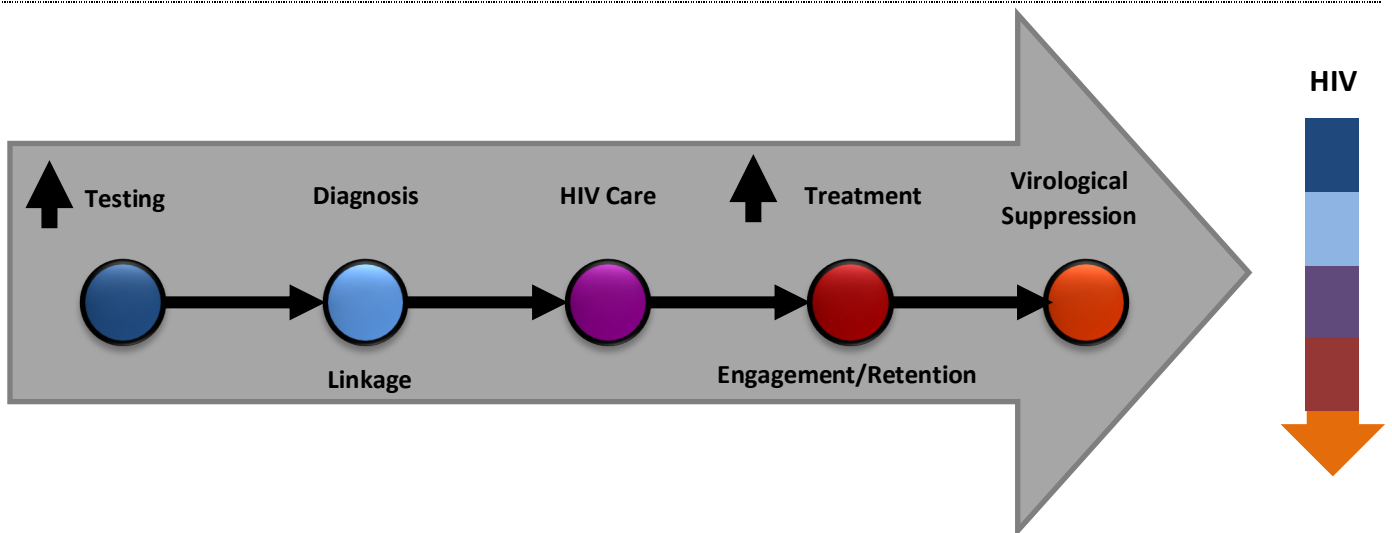 HIV
Testing
Diagnosis
HIV Care
Treatment
Virological
Suppression
Linkage
Engagement/Retention